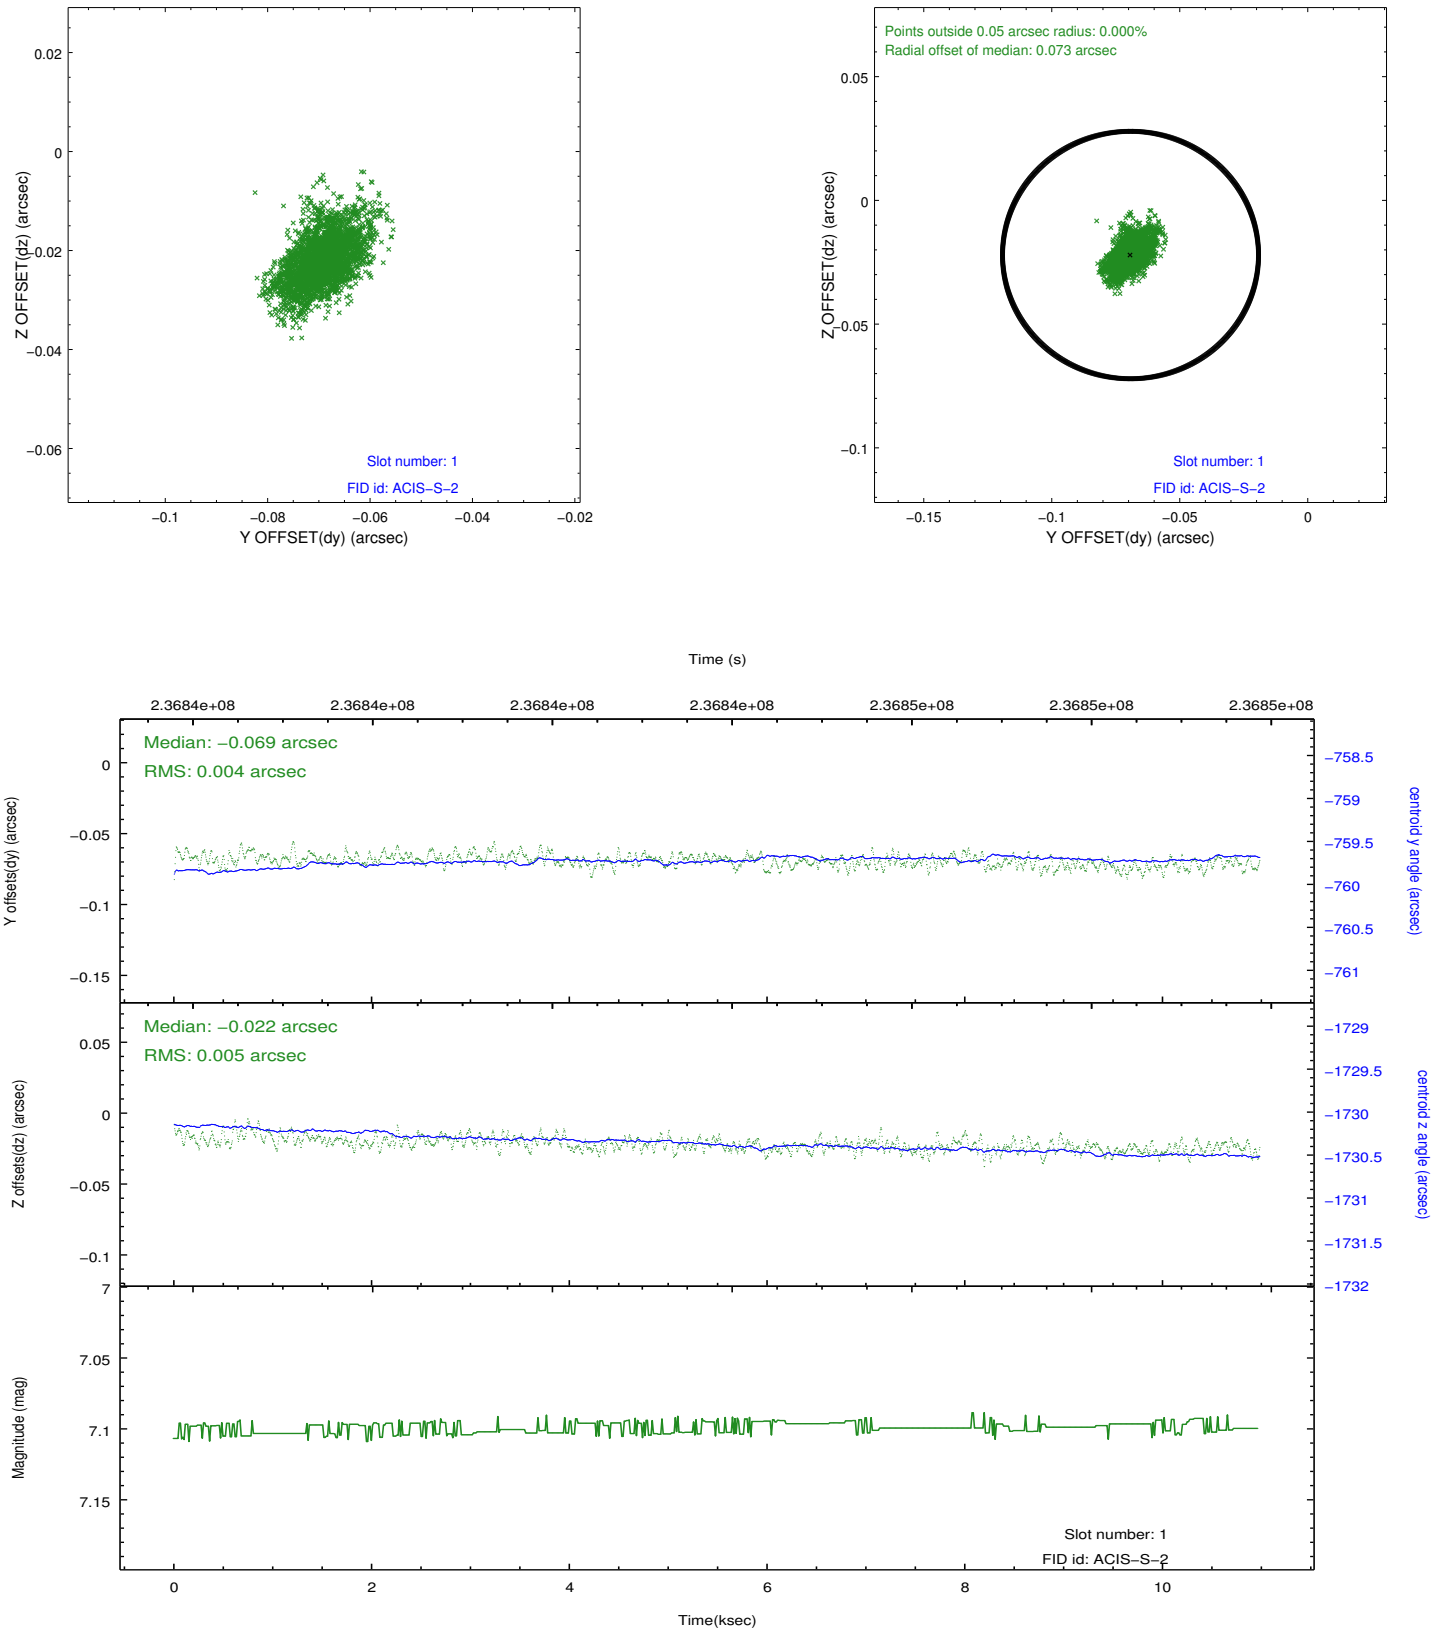 0.02
0
−0.02
−0.04
−0.06
Z OFFSET(dz) (arcsec)
Slot number: 1
FID id: ACIS−S−2
−0.1
−0.08
−0.06
−0.04
−0.02
Y OFFSET(dy) (arcsec)
Points outside 0.05 arcsec radius: 0.000%
Radial offset of median: 0.073 arcsec
0.05
0
−0.05
−0.1
Z OFFSET(dz) (arcsec)
Slot number: 1
FID id: ACIS−S−2
−0.15
−0.1
−0.05
0
Y OFFSET(dy) (arcsec)
Time (s)
2.3684e+08
2.3684e+08
2.3684e+08
2.3684e+08
2.3685e+08
2.3685e+08
2.3685e+08
Median: −0.069 arcsec
RMS: 0.004 arcsec
0
−0.05
−0.1
−0.15
Y offsets(dy) (arcsec)
−758.5
−759
−759.5
−760
−760.5
−761
centroid y angle (arcsec)
Median: −0.022 arcsec
RMS: 0.005 arcsec
0.05
0
−0.05
−0.1
Z offsets(dz) (arcsec)
−1729
−1729.5
−1730
−1730.5
−1731
−1731.5
−1732
centroid z angle (arcsec)
7
7.05
7.1
7.15
Magnitude (mag)
Slot number: 1
FID id: ACIS−S−2
0
2
4
6
8
10
Time(ksec)